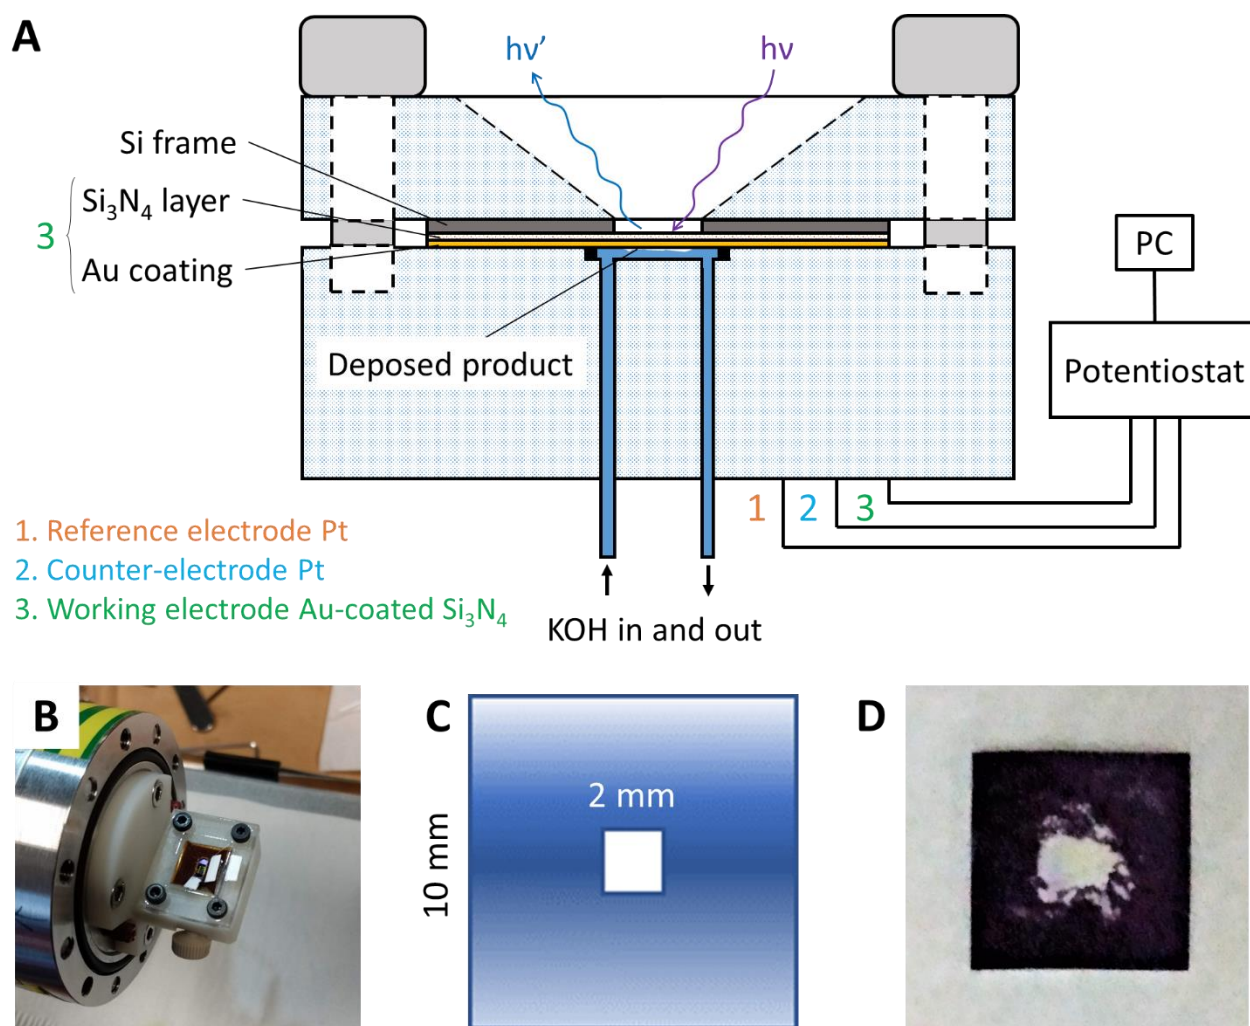 A
hν’
hν
Si frame
Si₃N₄ layer
3
Au coating
PC
Deposed product
Potentiostat
1
2
3
1. Reference electrode Pt
2. Counter-electrode Pt
3. Working electrode Au-coated Si₃N₄
KOH in and out
B
C
D
2 mm
10 mm